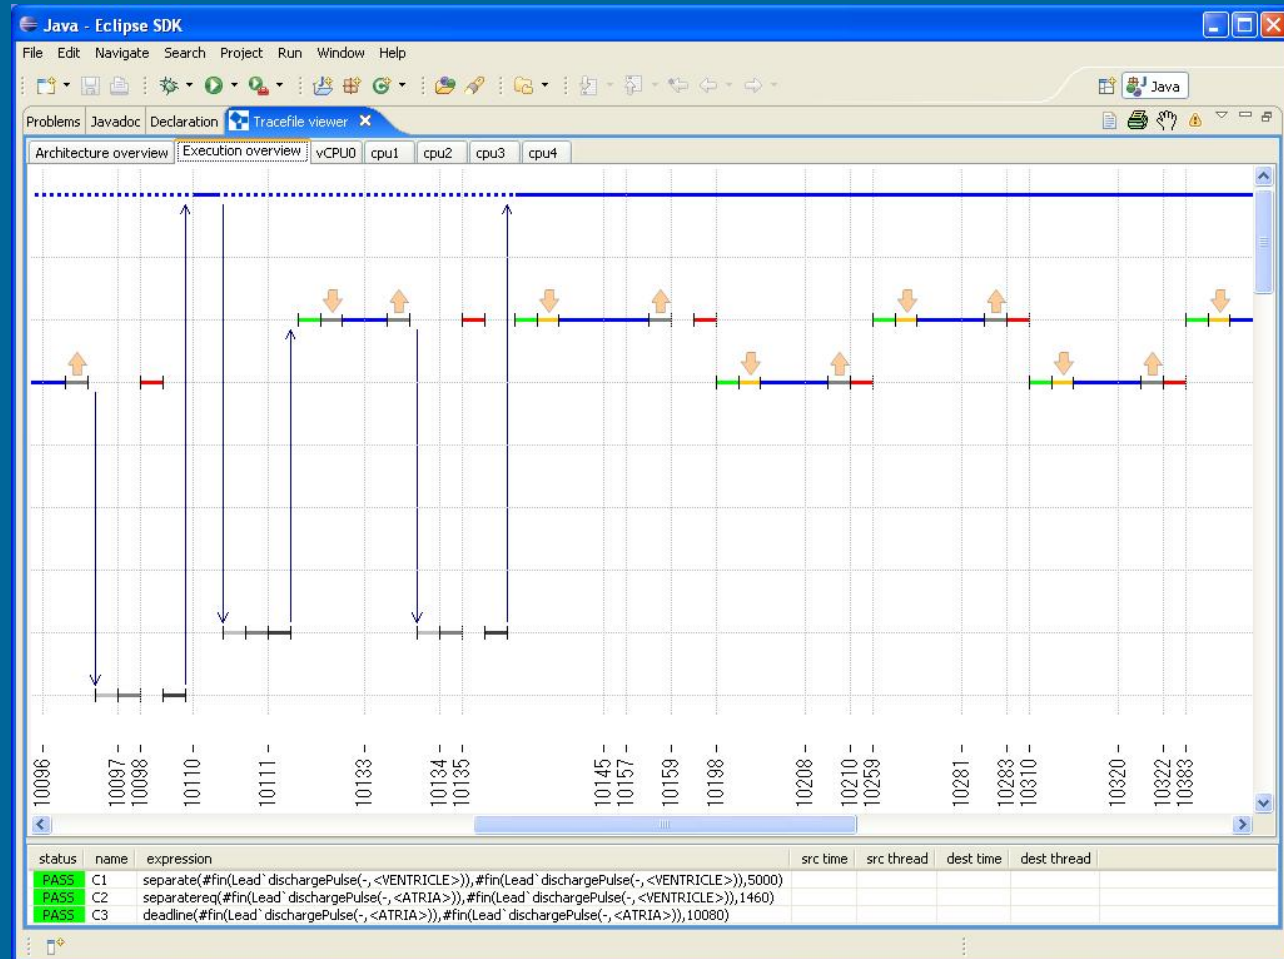 Java - Eclipse SDK
File Edit Navigate Search Project Run Window Help
Java
Problems Javadoc Declaration Tracefile viewer
Architecture overview Execution overview vCPU0 cpu1 cpu2 cpu3 cpu4
10096 10097 10098 10110 10111 10133 10134 10135 10145 10157 10159 10198 10208 10210 10259 10281 10283 10310 10320 10322 10383
status name expression src time src thread dest time dest thread
PASS C1 separate(#fin(Lead`dischargePulse(-,<VENTRICLE>)),#fin(Lead`dischargePulse(-,<VENTRICLE>)),5000)
PASS C2 separatereq(#fin(Lead`dischargePulse(-,<ATRIA>)),#fin(Lead`dischargePulse(-,<VENTRICLE>)),1460)
PASS C3 deadline(#fin(Lead`dischargePulse(-,<ATRIA>)),#fin(Lead`dischargePulse(-,<ATRIA>)),10080)